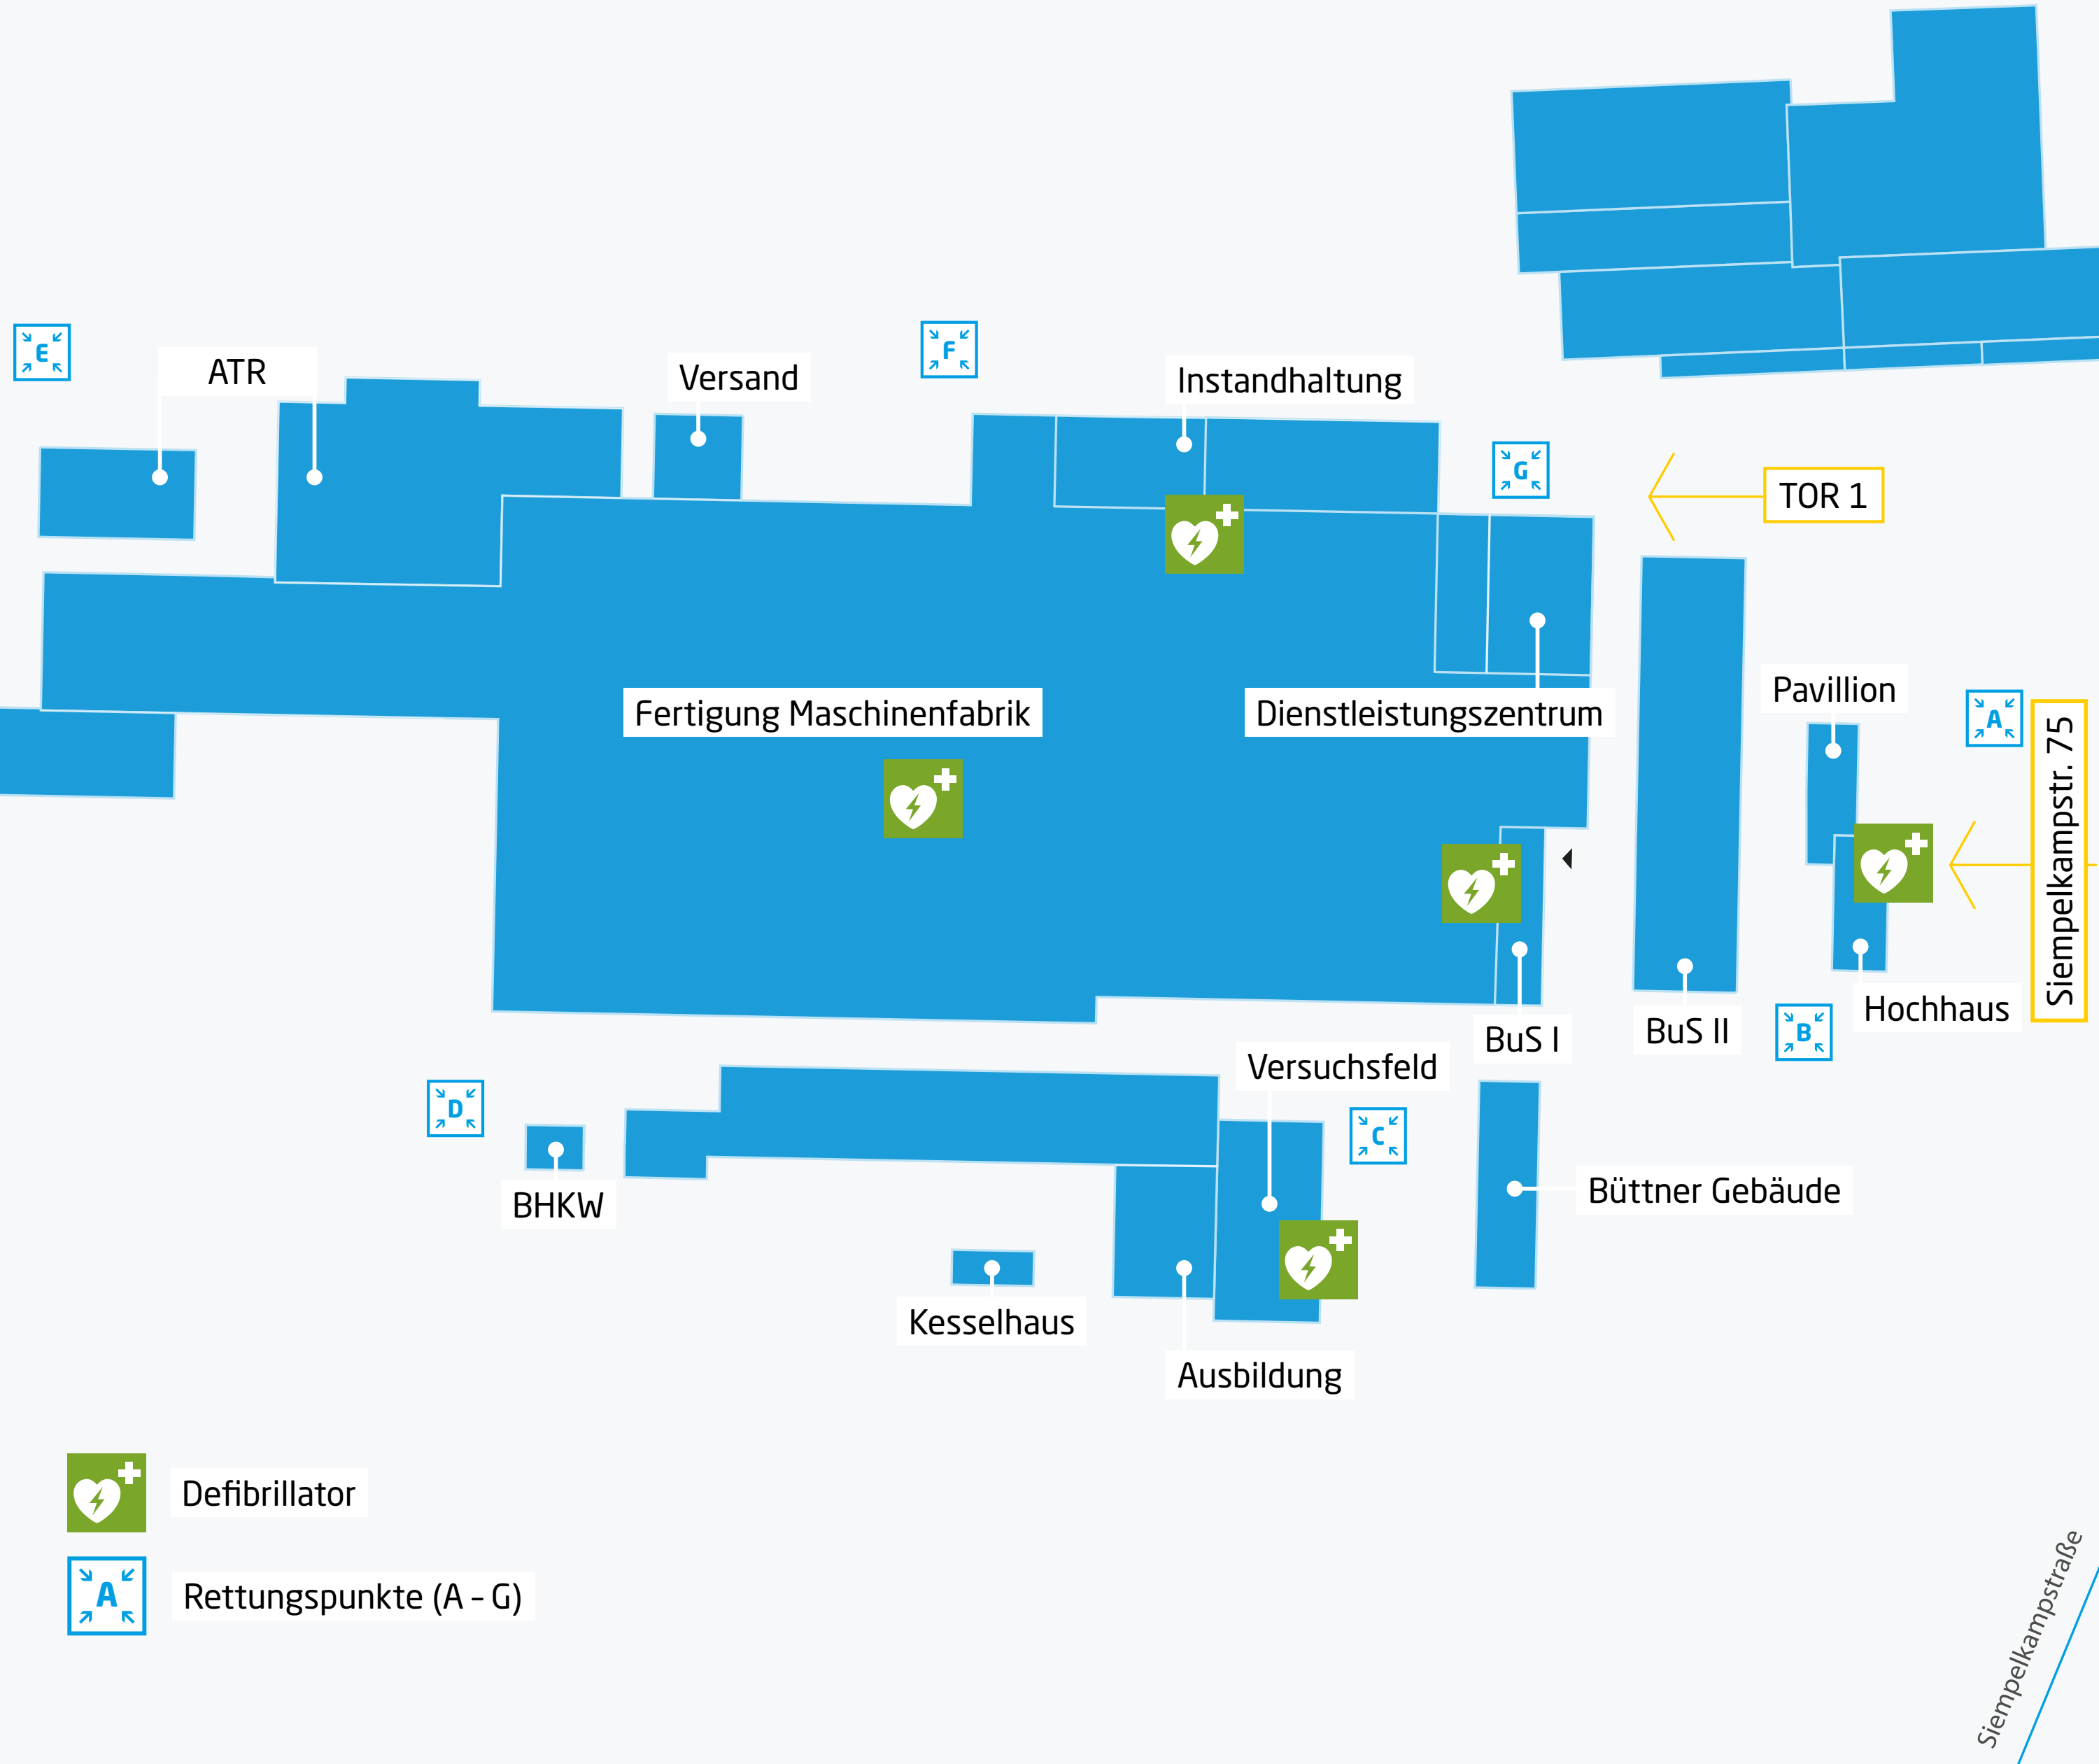 E
ATR
Versand
F
Instandhaltung
G
TOR 1
Fertigung Maschinenfabrik
Dienstleistungszentrum
Pavillion
A
Siempelkampstr. 75
Hochhaus
BuS I
BuS II
B
Versuchsfeld
D
C
BHKW
Büttner Gebäude
Kesselhaus
Ausbildung
Defibrillator
A
Rettungspunkte (A – G)
Siempelkampstraße